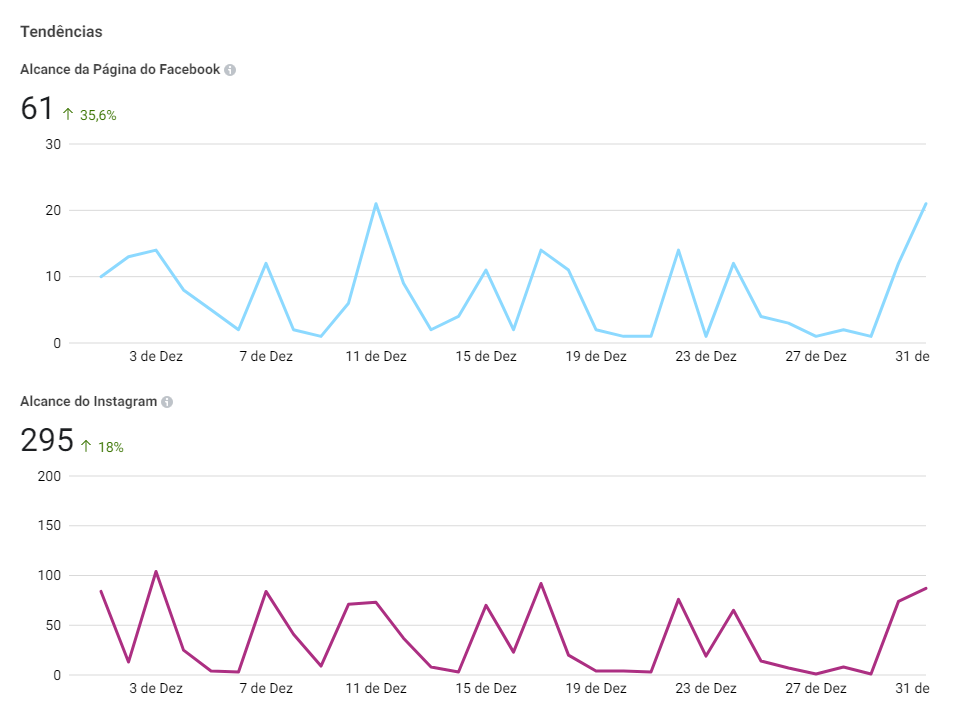 Tendências
Alcance da Página do Facebook
61 ↑ 35,6%
30
20
10
0
3 de Dez 7 de Dez 11 de Dez 15 de Dez 19 de Dez 23 de Dez 27 de Dez 31 de
Alcance do Instagram
295 ↑ 18%
200
150
100
50
0
3 de Dez 7 de Dez 11 de Dez 15 de Dez 19 de Dez 23 de Dez 27 de Dez 31 de